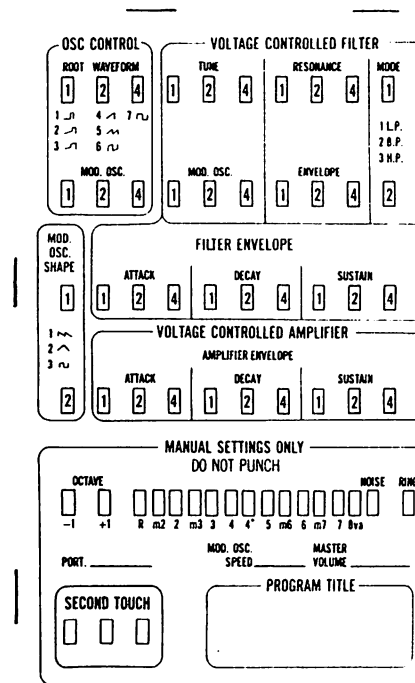 OSC CONTROL
VOLTAGE CONTROLLED FILTER
ROOT WAVEFORM
TUNE
RESONANCE
MODE
1 2 4
1 2 4
1 2 4
1
1
4
7
2
5
3
6
1 L.P.
2 B.P.
3 H.P.
MOD. OSC.
MOD. OSC.
ENVELOPE
1 2 4
1 2 4
1 2 4
2
MOD.
OSC.
SHAPE
1
1
2
3
2
FILTER ENVELOPE
ATTACK
DECAY
SUSTAIN
1 2 4
1 2 4
1 2 4
VOLTAGE CONTROLLED AMPLIFIER
AMPLIFIER ENVELOPE
ATTACK
DECAY
SUSTAIN
1 2 4
1 2 4
1 2 4
MANUAL SETTINGS ONLY
DO NOT PUNCH
OCTAVE
NOISE
RING
-1 +1 R m2 2 m3 3 4 4+ 5 m6 6 m7 7 8va
PORT.
MOD. OSC.
SPEED
MASTER
VOLUME
SECOND TOUCH
PROGRAM TITLE